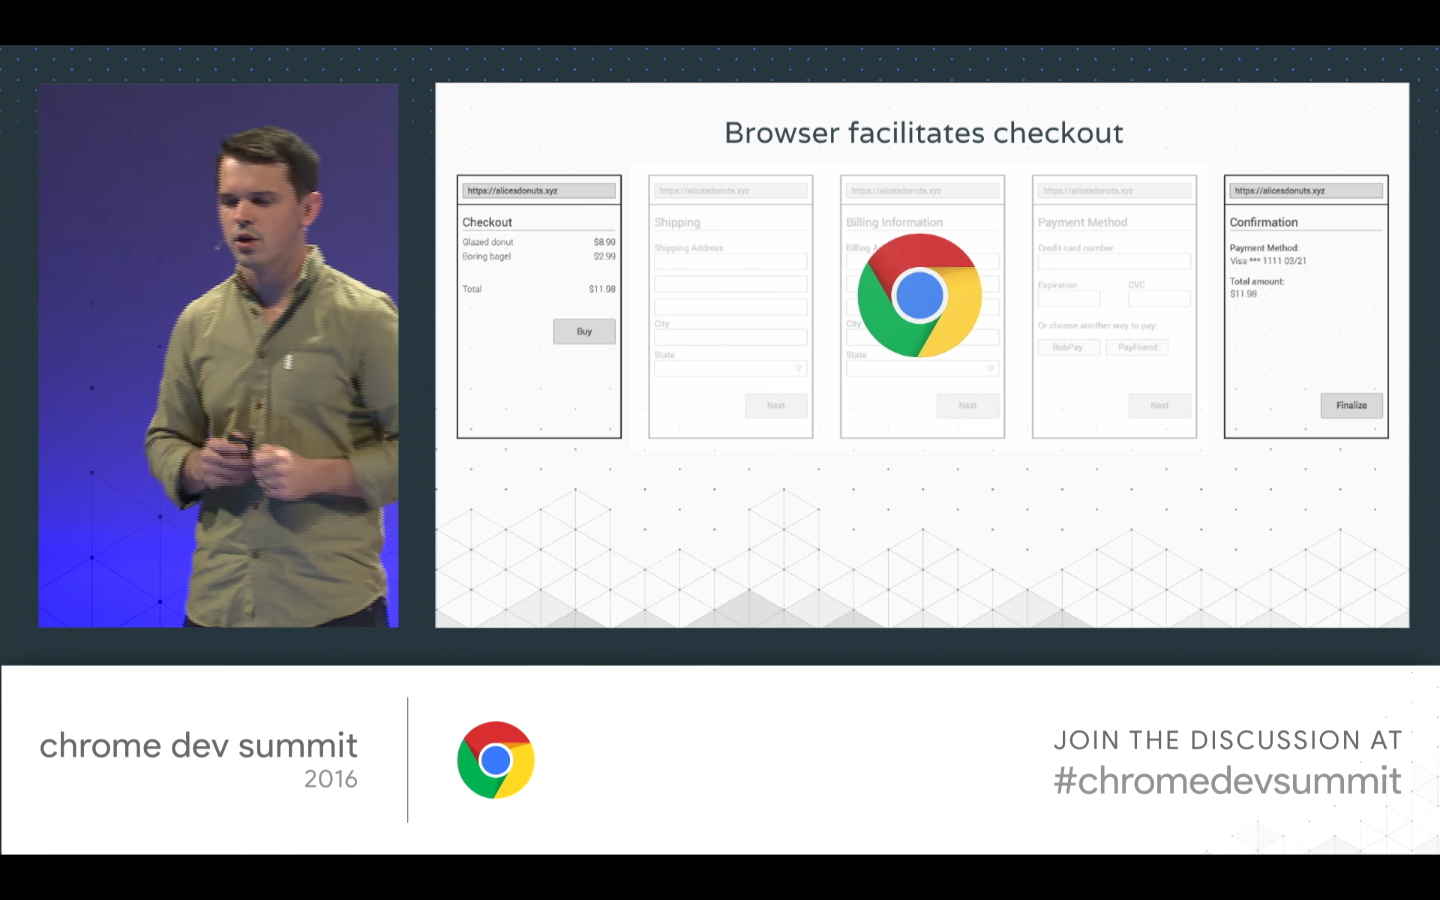 Browser facilitates checkout
https://alicesdonuts.xyz
Checkout
Glazed donut $8.99
Boring bagel $2.99
Total $11.98
Buy
https://alicesdonuts.xyz
Shipping
Shipping Address
City
State
Next
https://alicesdonuts.xyz
Billing Information
City
State
Next
https://alicesdonuts.xyz
Payment Method
Credit card number
Expiration CVC
Or choose another way to pay:
BobPay PayFriend
Next
https://alicesdonuts.xyz
Confirmation
Payment Method:
Visa *** 1111 03/21
Total amount:
$11.98
Finalize
chrome dev summit
2016
JOIN THE DISCUSSION AT
#chromedevsummit